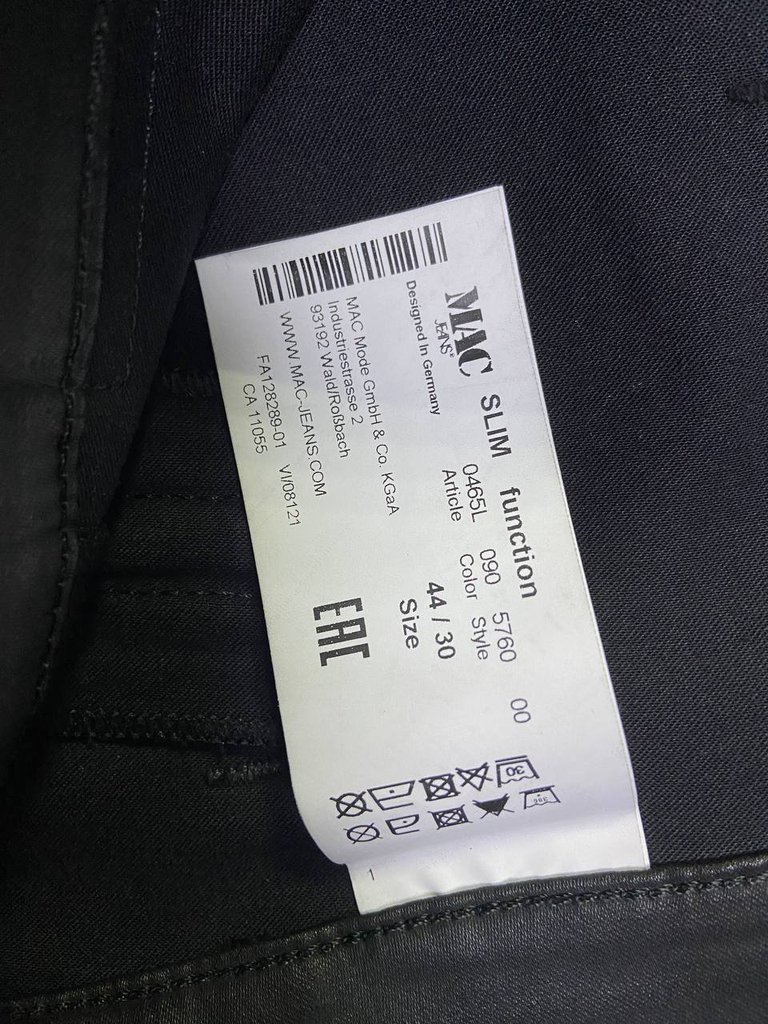 MAC
JEANS®
SLIM function
Designed In Germany
0465L 090 5760 00
Article Color Style
44 / 30
Size
MAC Mode GmbH & Co. KGaA
Industriestrasse 2
93192 Wald/Roßbach
WWW.MAC-JEANS.COM
FA128289-01 VI/08121
CA 11055
EAC
30
30c
1